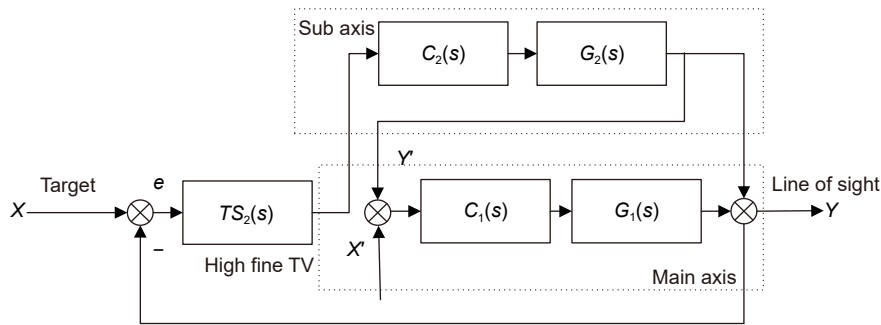 Sub axis
C₂(s)
G₂(s)
Y′
Target
e
Line of sight
X
TS₂(s)
C₁(s)
G₁(s)
Y
−
X′
High fine TV
Main axis